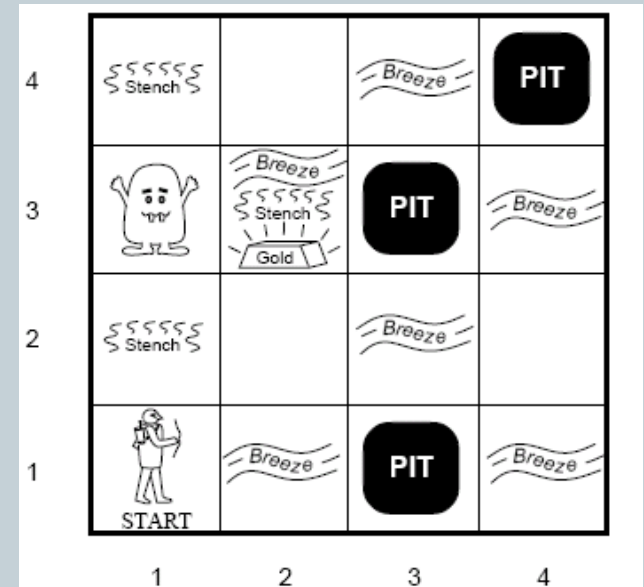 4
Stench
Breeze
PIT
3
Breeze
Stench
Gold
PIT
Breeze
2
Stench
Breeze
1
START
Breeze
PIT
Breeze
1 2 3 4